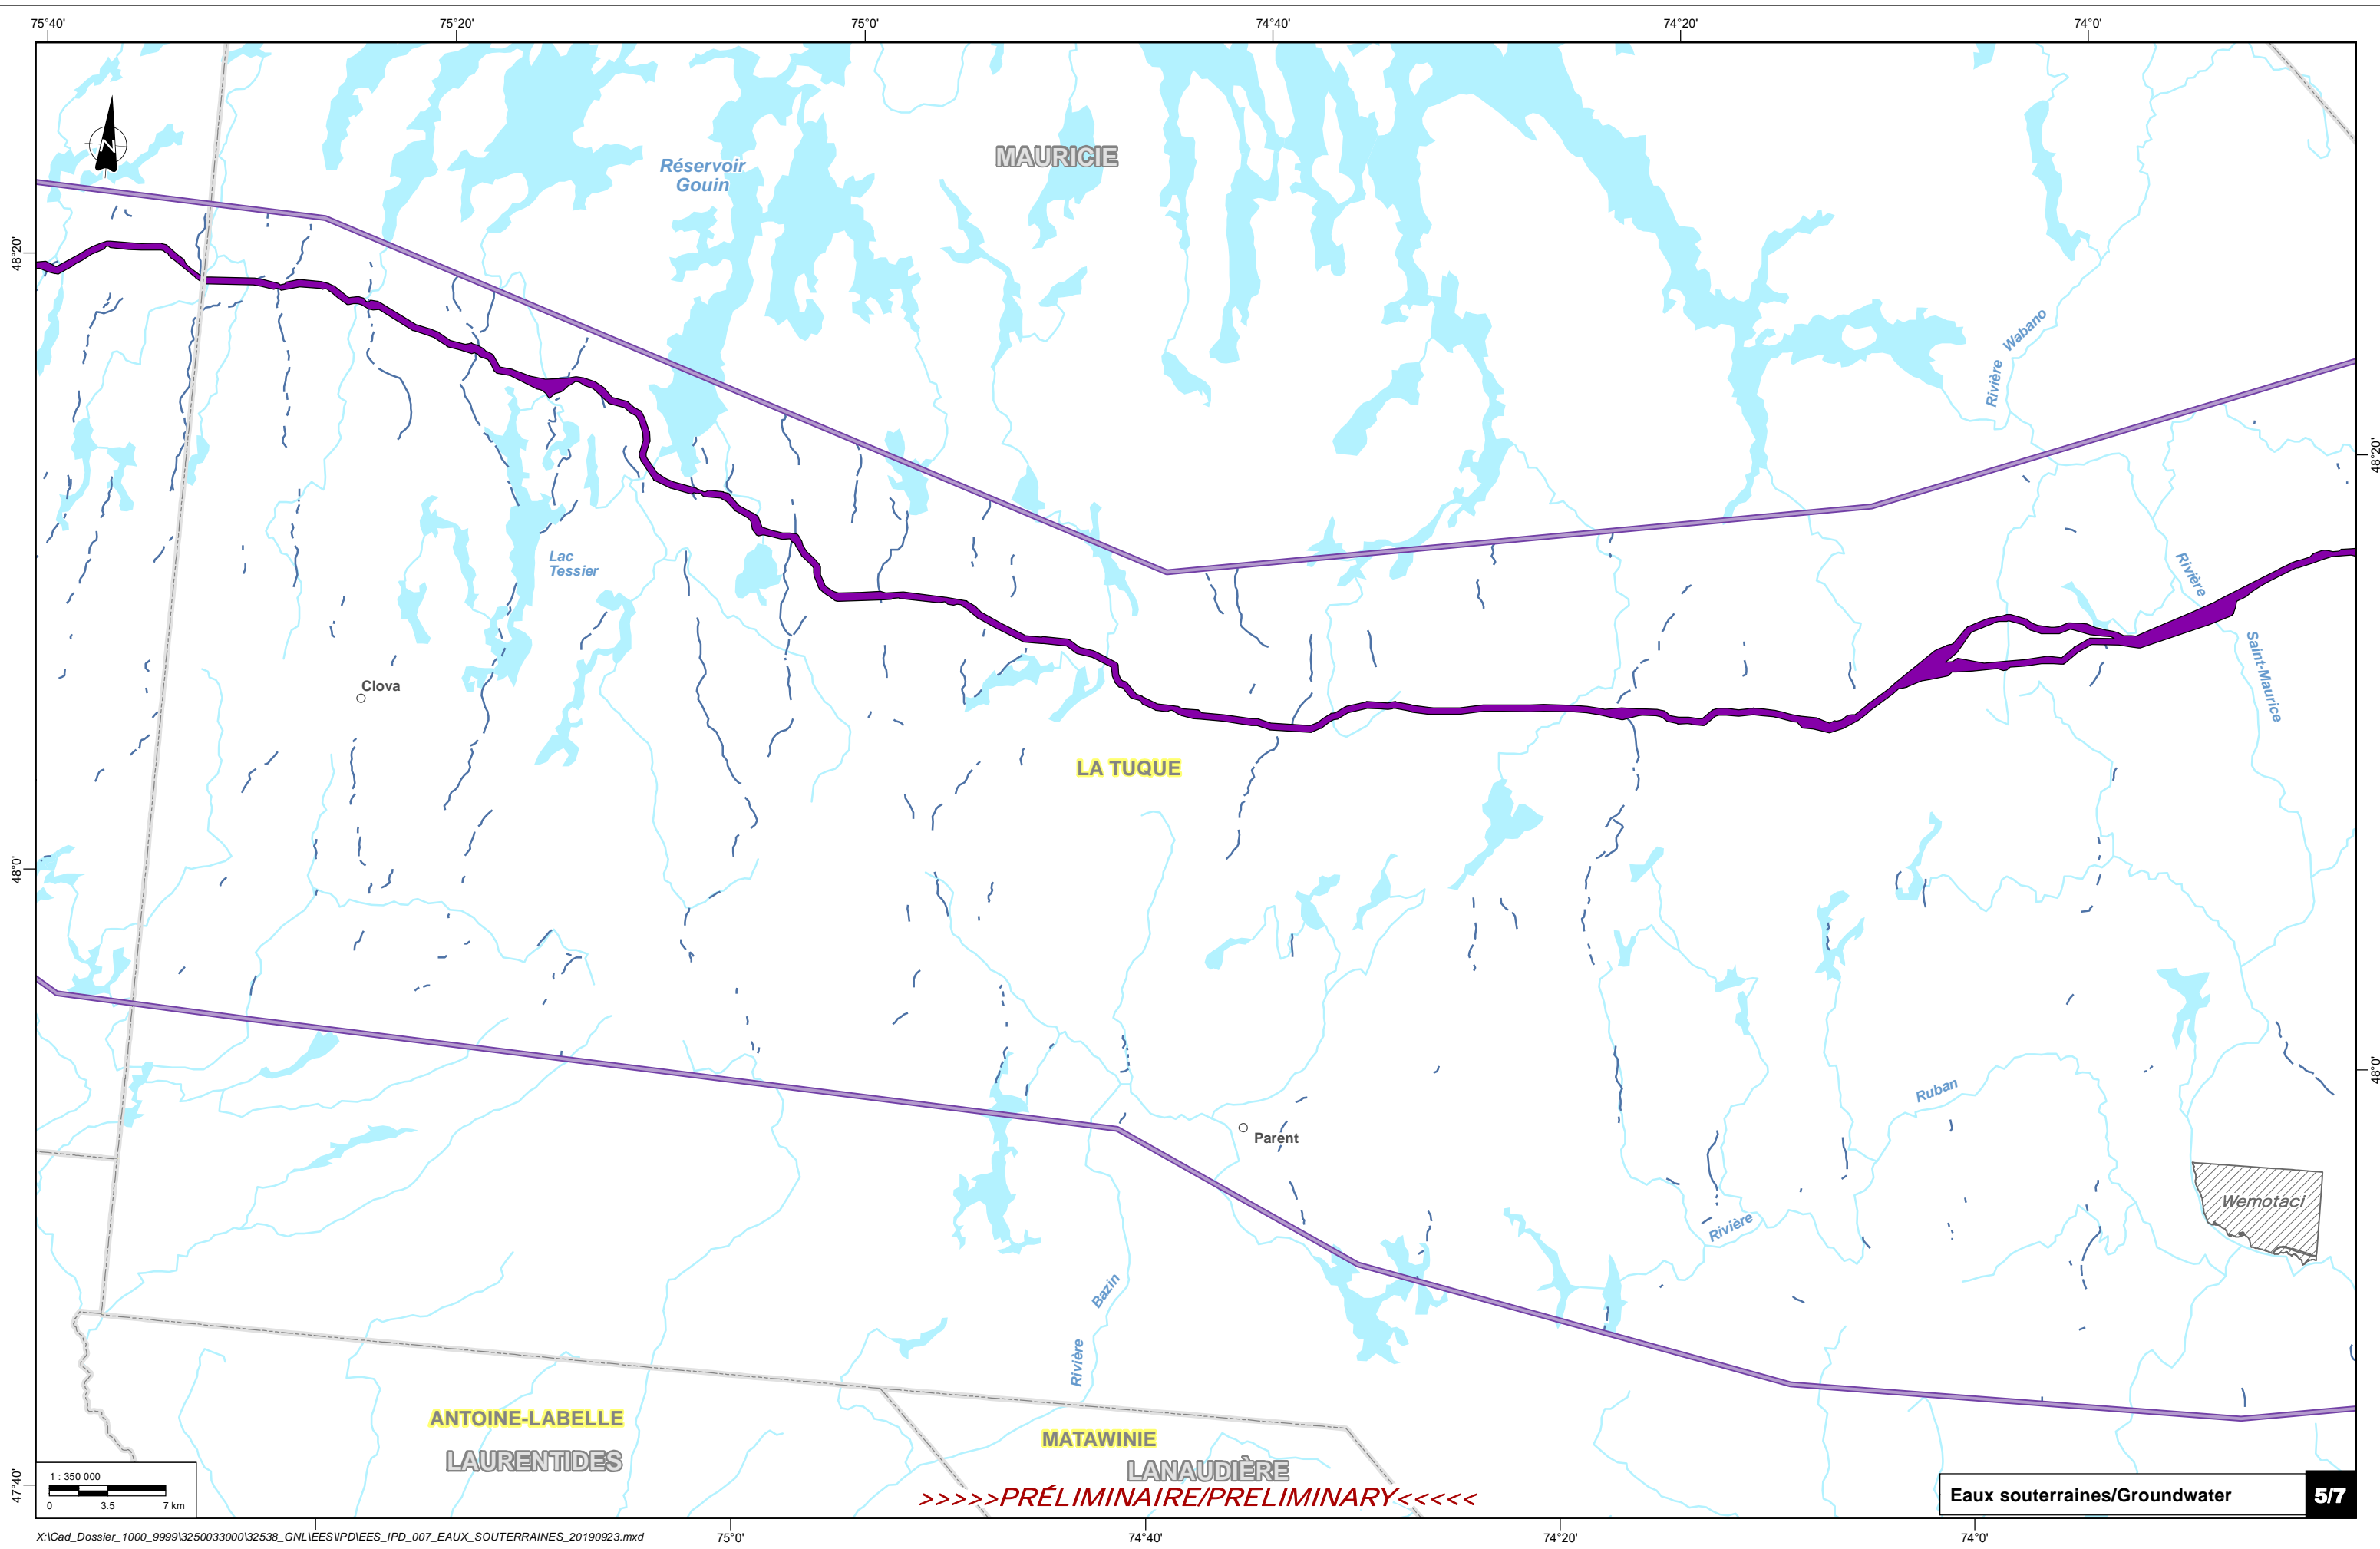 75°40'
75°20'
75°0'
74°40'
74°20'
74°0'
N
MAURICIE
Réservoir
Gouin
48°20'
48°20'
Rivière Wabano
Lac
Tessier
Rivière
Saint-Maurice
Clova
LA TUQUE
48°0'
48°0'
Ruban
Parent
Wemotaci
Rivière
Bazin
Rivière
ANTOINE-LABELLE
MATAWINIE
LAURENTIDES
LANAUDIÈRE
47°40'
1 : 350 000
0 3.5 7 km
>>>>>PRÉLIMINAIRE/PRELIMINARY<<<<<
Eaux souterraines/Groundwater
5/7
X:\Cad_Dossier_1000_9999\3250033000\32538_GNL\EES\IPD\EES_IPD_007_EAUX_SOUTERRAINES_20190923.mxd
75°0'
74°40'
74°20'
74°0'